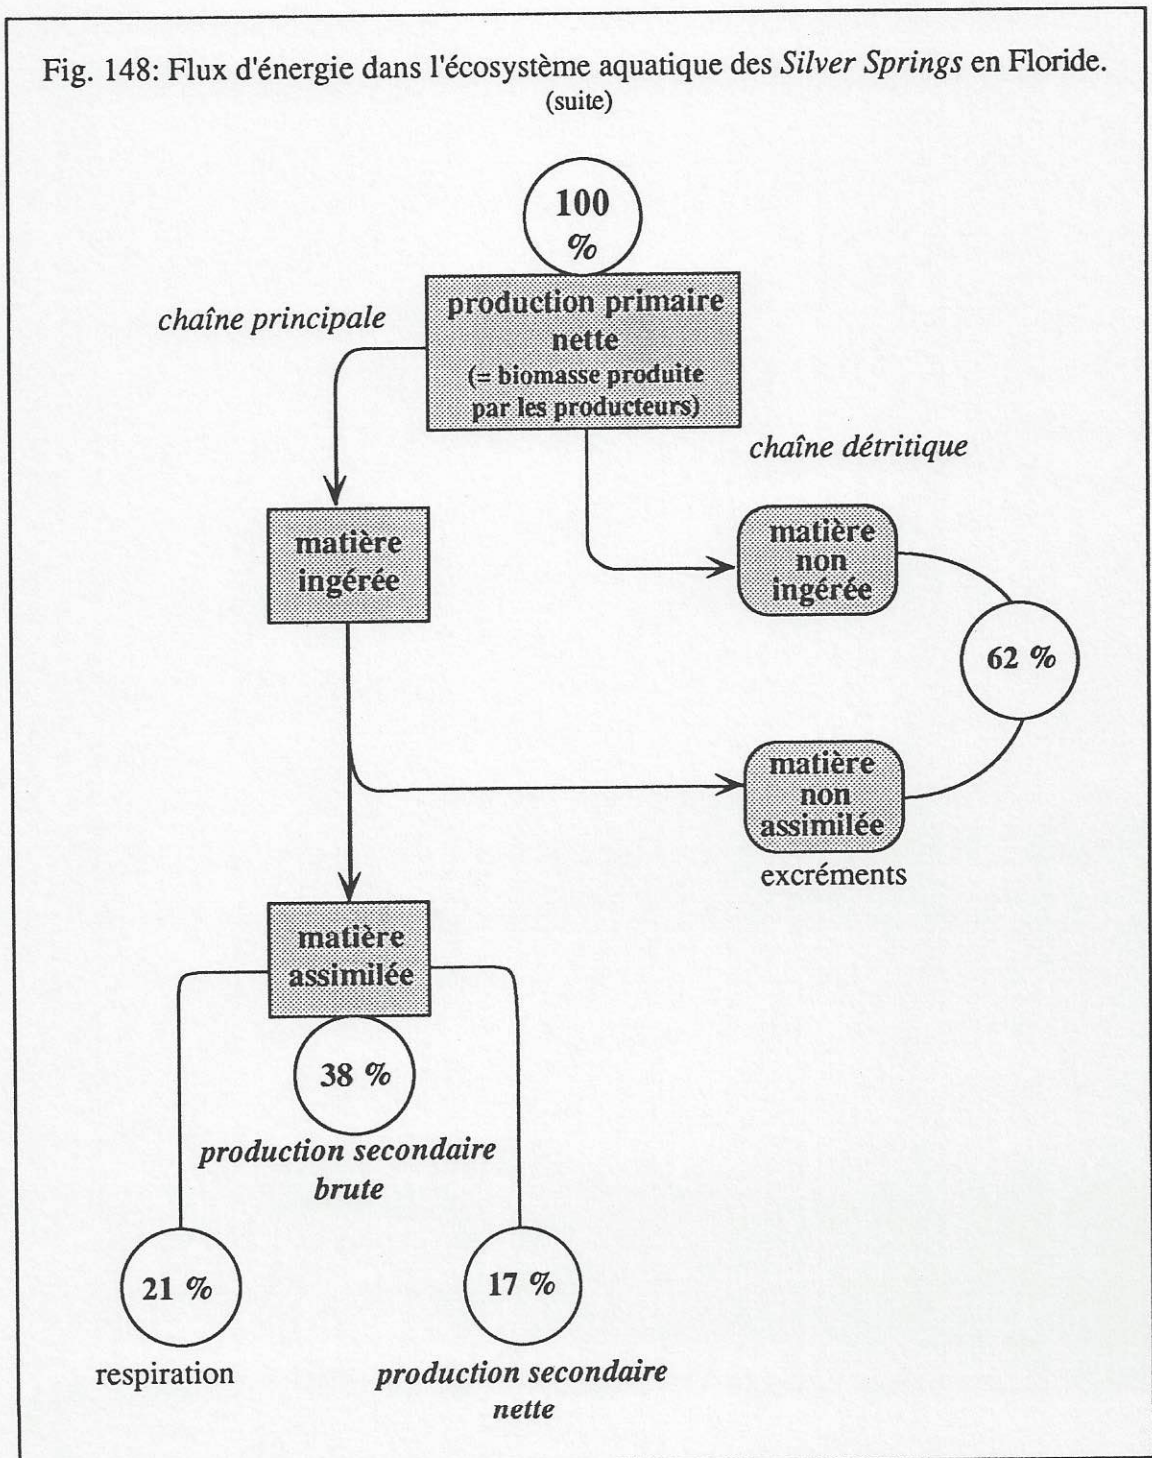 Fig. 148: Flux d'énergie dans l'écosystème aquatique des Silver Springs en Floride.
(suite)
100
%
production primaire
nette
(= biomasse produite
par les producteurs)
chaîne principale
chaîne détritique
matière
ingérée
matière
non
ingérée
62 %
matière
non
assimilée
excréments
matière
assimilée
38 %
production secondaire
brute
21 %
respiration
17 %
production secondaire
nette